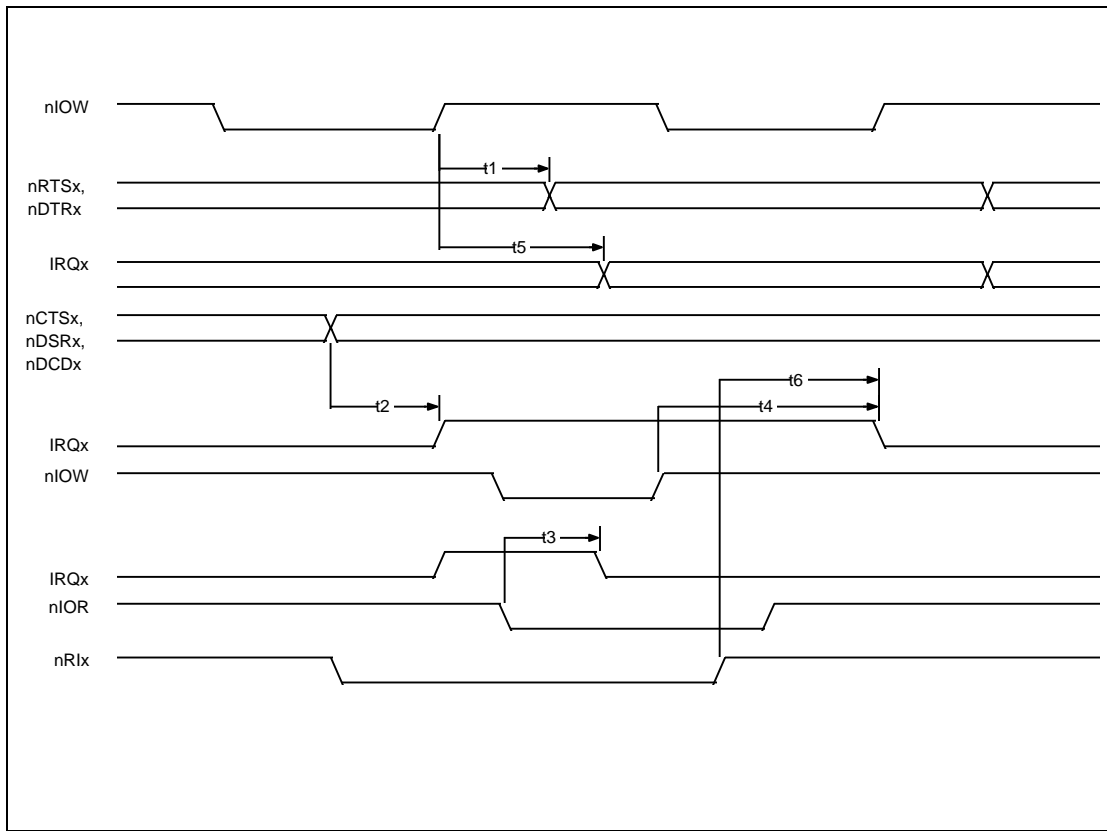 nIOW
t1
nRTSx,
nDTRx
t5
IRQx
nCTSx,
nDSRx,
nDCDx
t6
t2
t4
IRQx
nIOW
t3
IRQx
nIOR
nRIx